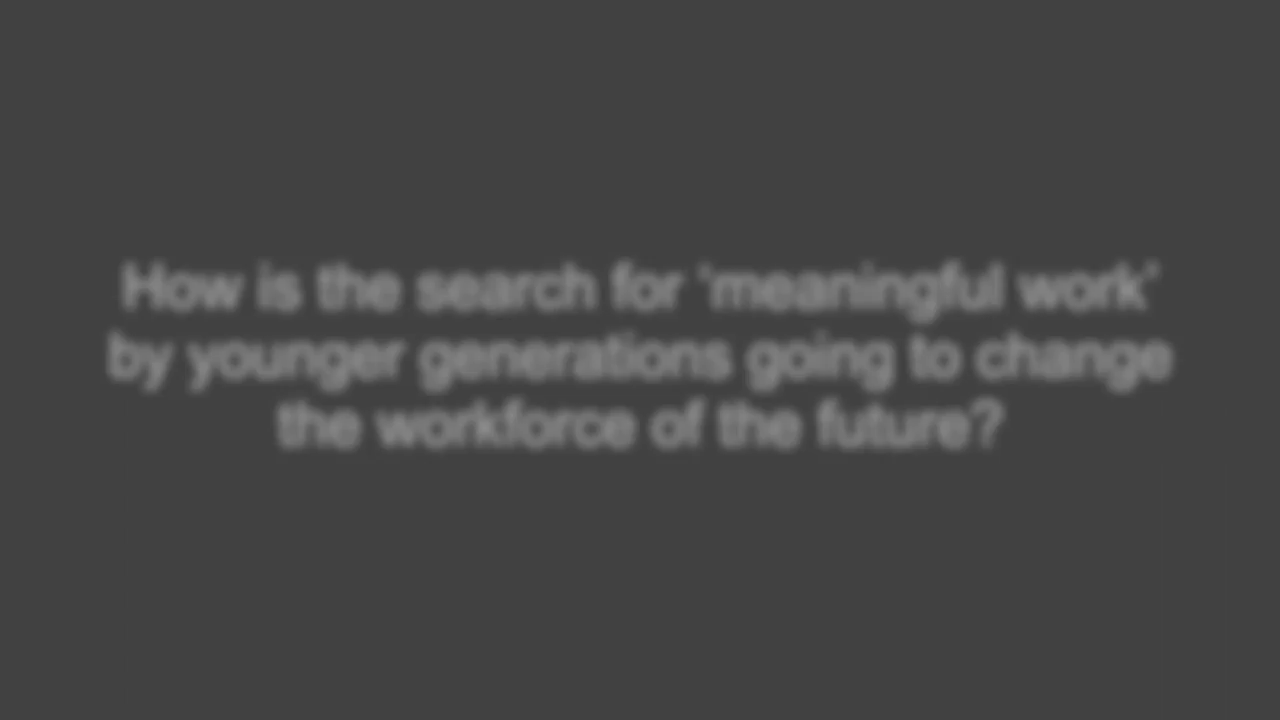 How is the search for ‘meaningful work’
by younger generations going to change
the workforce of the future?